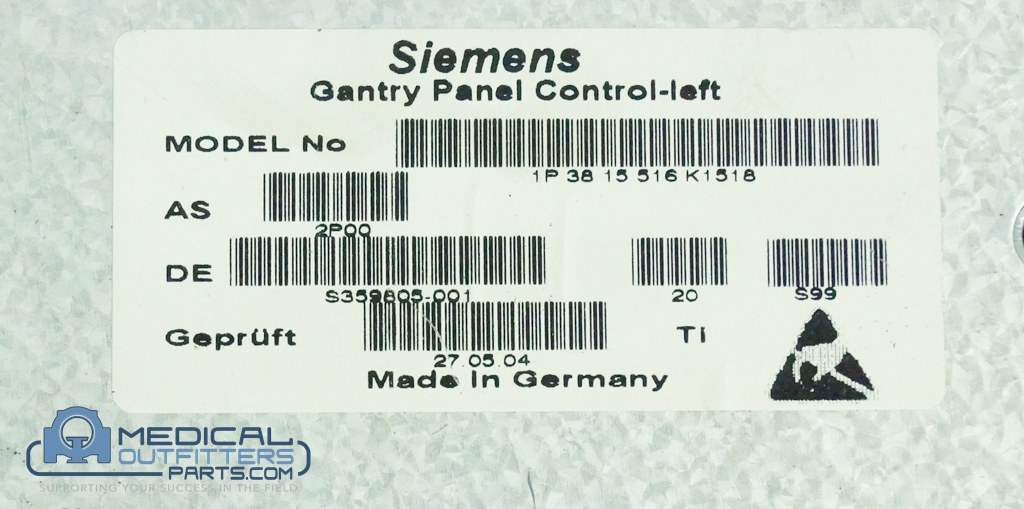 Siemens
Gantry Panel Control-left
MODEL No
1P 38 15 516 K1518
AS
2P00
DE
S359805-001
20
S99
Geprüft
27.05.04
TI
Made In Germany
MEDICAL
OUTFITTERS
PARTS.COM
SUPPORTING YOUR SUCCESS IN THE FIELD